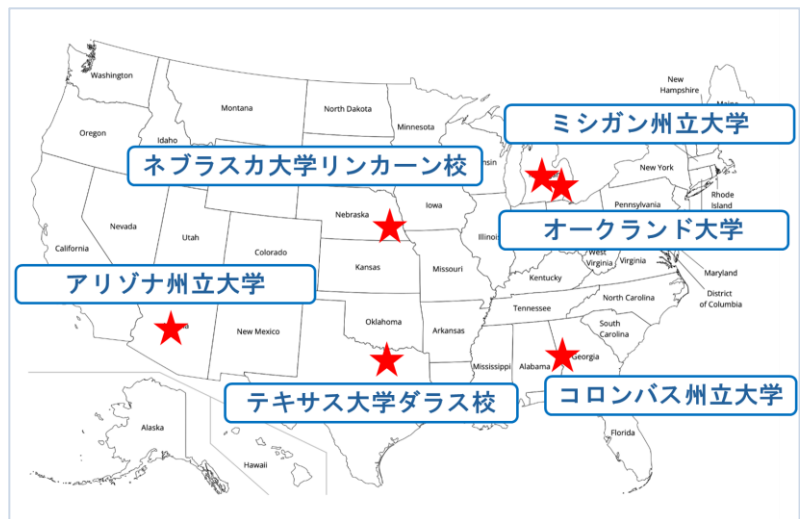 Washington
Montana
North Dakota
Minnesota
New
Hampshire
Oregon
Idaho
ミシガン州立大学
ネブラスカ大学リンカーン校
New York
Rhode
Island
Nebraska
Iowa
Pennsylvania
Nevada
Utah
Colorado
Illinois
オークランド大学
California
Kansas
Missouri
West
Virginia
Virginia
アリゾナ州立大学
Kentucky
Maryland
District
of Columbia
New Mexico
Oklahoma
Arkansas
Tennessee
North Carolina
South
Carolina
Mississippi
Alabama
Georgia
テキサス大学ダラス校
コロンバス州立大学
Alaska
Hawaii
Florida